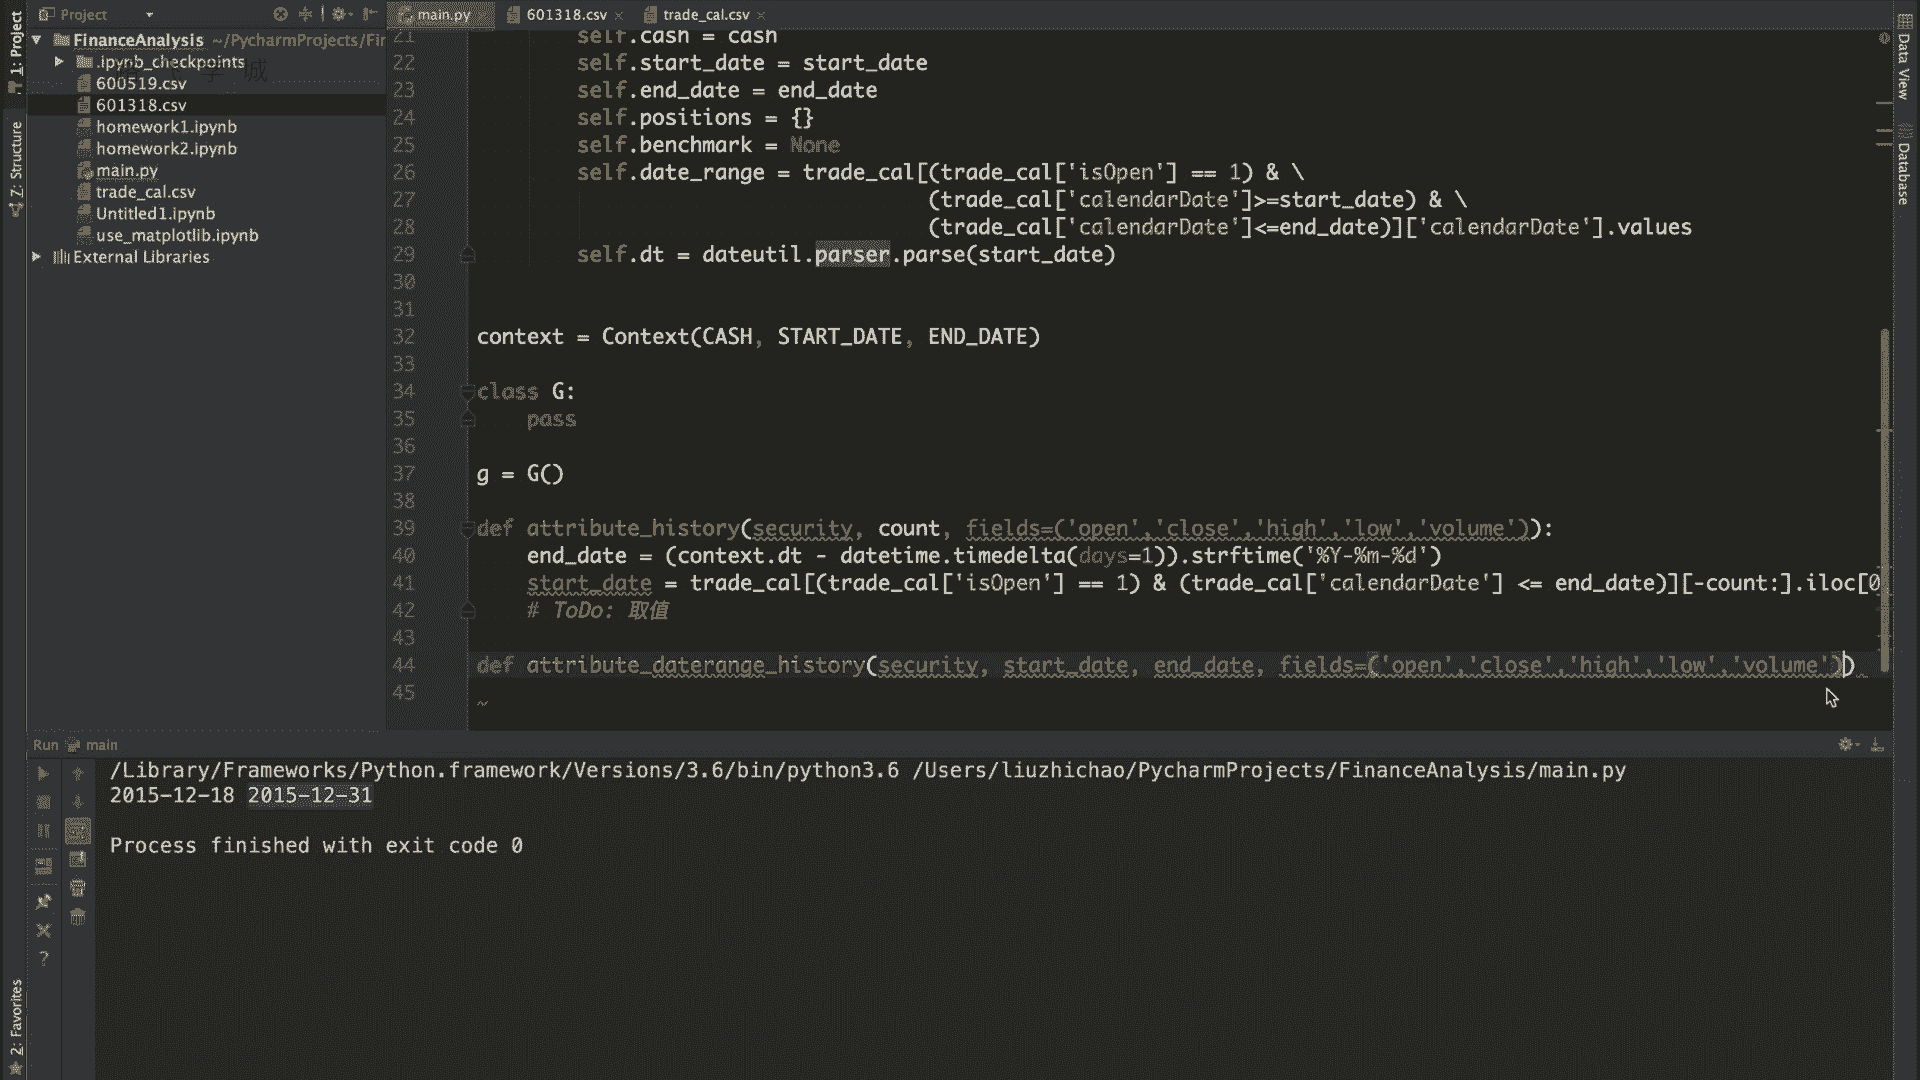 Project
main.py
601318.csv
trade_cal.csv
1: Project
FinanceAnalysis ~/PycharmProjects/Fir
.ipynb_checkpoints
600519.csv
601318.csv
homework1.ipynb
homework2.ipynb
main.py
trade_cal.csv
Untitled1.ipynb
use_matplotlib.ipynb
External Libraries
Z: Structure
2: Favorites
Data View
Database
21 self.cash = cash
22 self.start_date = start_date
23 self.end_date = end_date
24 self.positions = {}
25 self.benchmark = None
26 self.date_range = trade_cal[(trade_cal['isOpen'] == 1) & \
27 (trade_cal['calendarDate']>=start_date) & \
28 (trade_cal['calendarDate']<=end_date)]['calendarDate'].values
29 self.dt = dateutil.parser.parse(start_date)
30
31
32 context = Context(CASH, START_DATE, END_DATE)
33
34 class G:
35 pass
36
37 g = G()
38
39 def attribute_history(security, count, fields=('open','close','high','low','volume')):
40 end_date = (context.dt - datetime.timedelta(days=1)).strftime('%Y-%m-%d')
41 start_date = trade_cal[(trade_cal['isOpen'] == 1) & (trade_cal['calendarDate'] <= end_date)][-count:].iloc[0
42 # ToDo: 取值
43
44 def attribute_daterange_history(security, start_date, end_date, fields=('open','close','high','low','volume'))
45
Run main
/Library/Frameworks/Python.framework/Versions/3.6/bin/python3.6 /Users/liuzhichao/PycharmProjects/FinanceAnalysis/main.py
2015-12-18 2015-12-31
Process finished with exit code 0